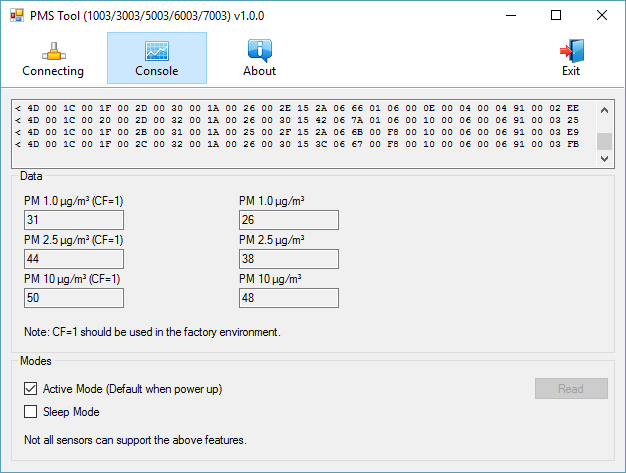 PMS Tool (1003/3003/5003/6003/7003) v1.0.0
Connecting Console About Exit
< 4D 00 1C 00 1F 00 2D 00 30 00 1A 00 26 00 2E 15 2A 06 66 01 06 00 0E 00 04 00 04 91 00 02 EE
< 4D 00 1C 00 20 00 2D 00 32 00 1A 00 26 00 30 15 42 06 7A 01 06 00 10 00 06 00 06 91 00 03 25
< 4D 00 1C 00 1F 00 2B 00 31 00 1A 00 25 00 2F 15 2A 06 6B 00 F8 00 10 00 06 00 06 91 00 03 E9
< 4D 00 1C 00 1F 00 2C 00 32 00 1A 00 26 00 30 15 3C 06 67 00 F8 00 10 00 06 00 06 91 00 03 FB
Data
PM 1.0 µg/m³ (CF=1) PM 1.0 µg/m³
31 26
PM 2.5 µg/m³ (CF=1) PM 2.5 µg/m³
44 38
PM 10 µg/m³ (CF=1) PM 10 µg/m³
50 48
Note: CF=1 should be used in the factory environment.
Modes
Active Mode (Default when power up) Read
Sleep Mode
Not all sensors can support the above features.